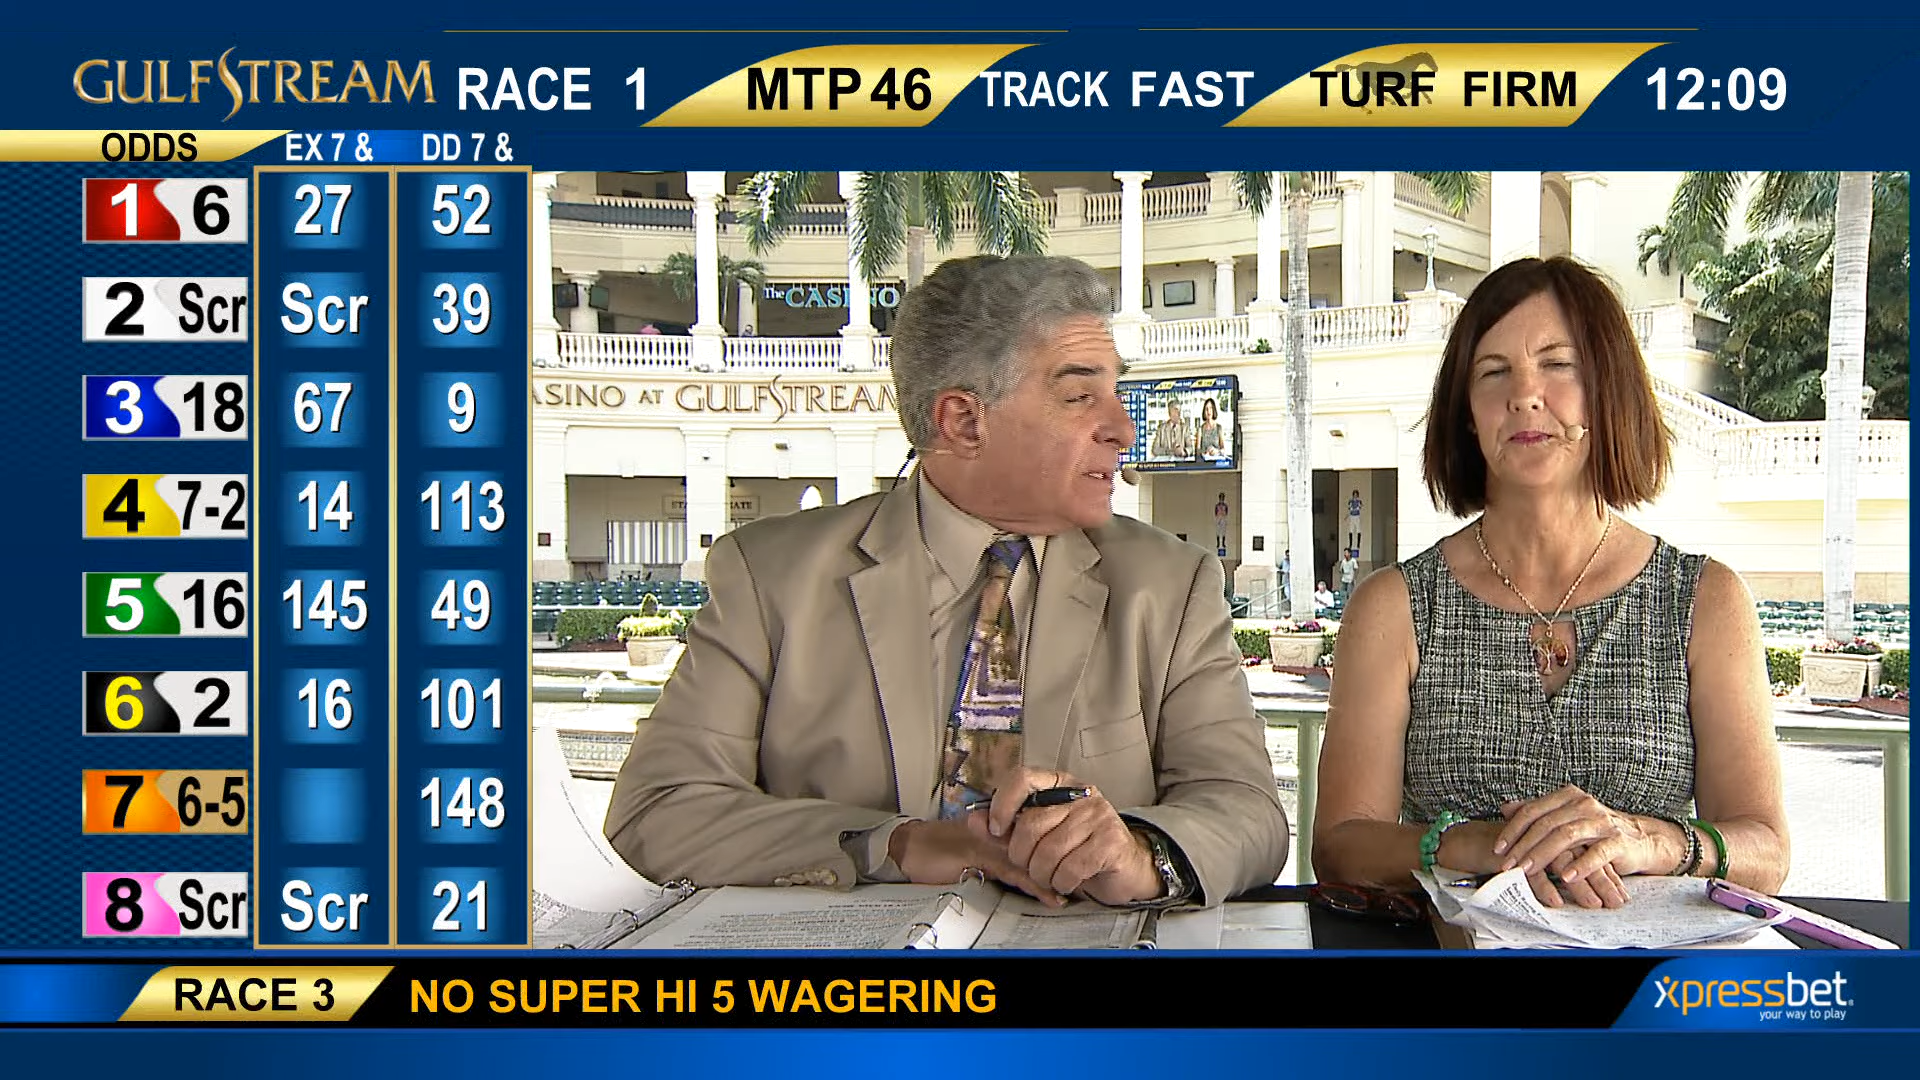 GULFSTREAM RACE 1 MTP 46 TRACK FAST TURF FIRM 12:09
ODDS EX 7 & DD 7 &
1 6 27 52
2 Scr Scr 39
3 18 67 9
4 7-2 14 113
5 16 145 49
6 2 16 101
7 6-5 148
8 Scr Scr 21
The CASINO
CASINO AT GULFSTREAM
RACE 3 NO SUPER HI 5 WAGERING
xpressbet.
your way to play